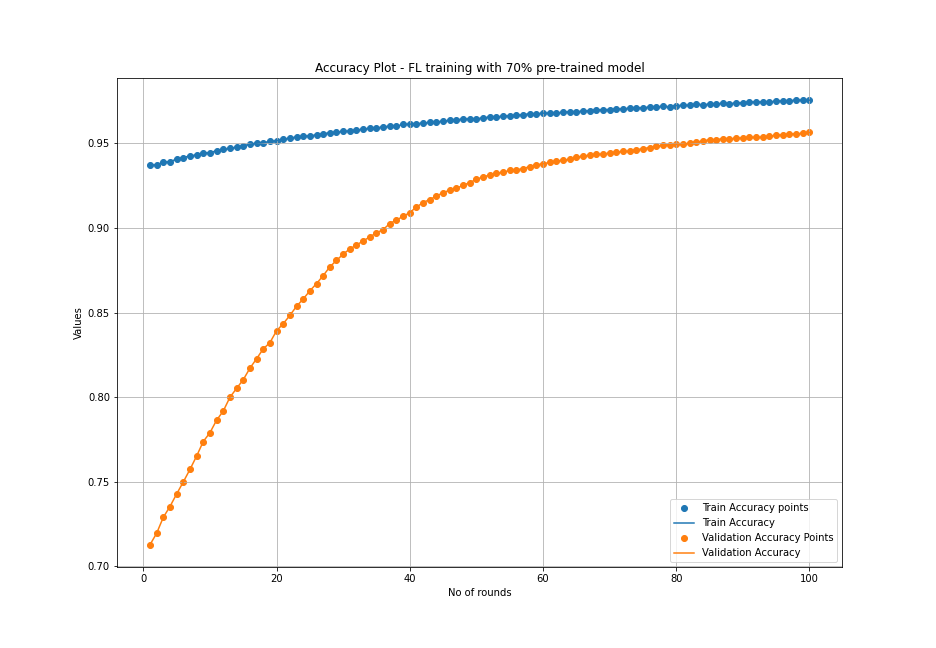 Accuracy Plot - FL training with 70% pre-trained model
0.95
0.90
0.85
0.80
0.75
0.70
Values
0 20 40 60 80 100
No of rounds
Train Accuracy points
Train Accuracy
Validation Accuracy Points
Validation Accuracy